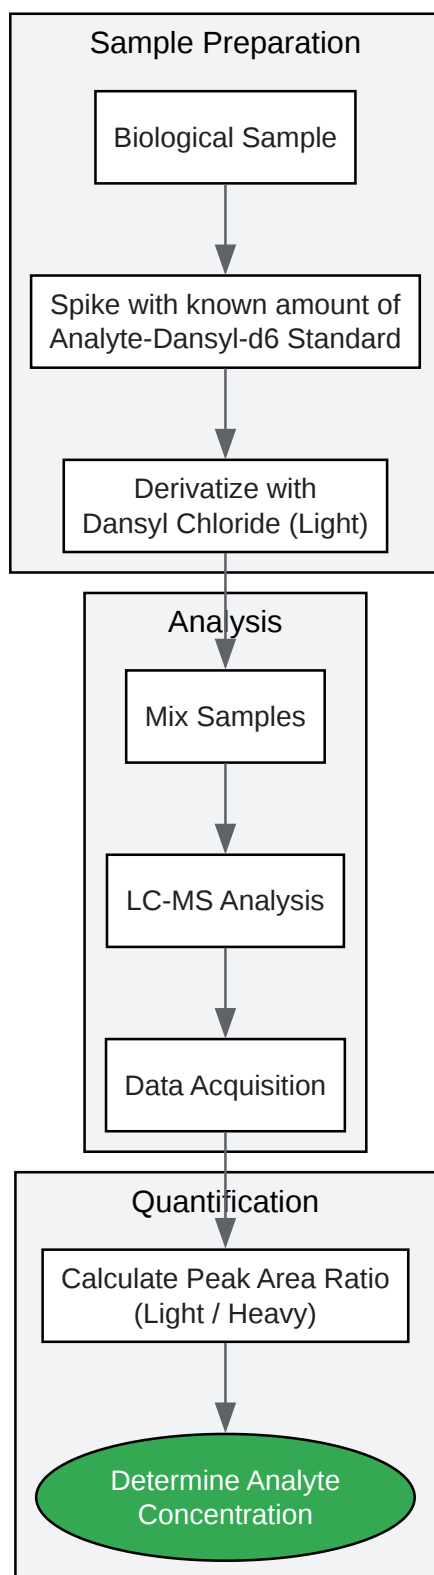 Sample Preparation
Biological Sample
Spike with known amount of
Analyte-Dansyl-d6 Standard
Derivatize with
Dansyl Chloride (Light)
Analysis
Mix Samples
LC-MS Analysis
Data Acquisition
Quantification
Calculate Peak Area Ratio
(Light / Heavy)
Determine Analyte
Concentration